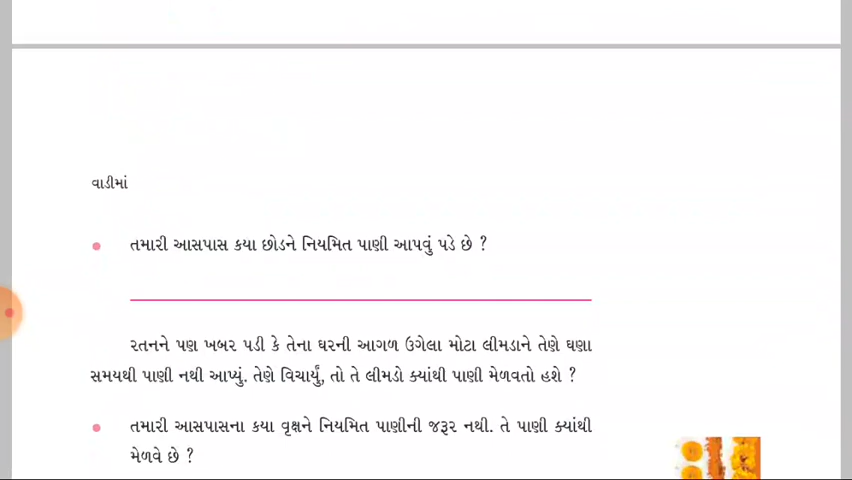 વાડીમાં
તમારી આસપાસ કયા છોડને નિયમિત પાણી આપવું પડે છે ?
રતનને પણ ખબર પડી કે તેના ઘરની આગળ ઉગેલા મોટા લીમડાને તેણે ઘણા
સમયથી પાણી નથી આપ્યું. તેણે વિચાર્યું, તો તે લીમડો ક્યાંથી પાણી મેળવતો હશે ?
તમારી આસપાસના કયા વૃક્ષને નિયમિત પાણીની જરૂર નથી. તે પાણી ક્યાંથી
મેળવે છે ?